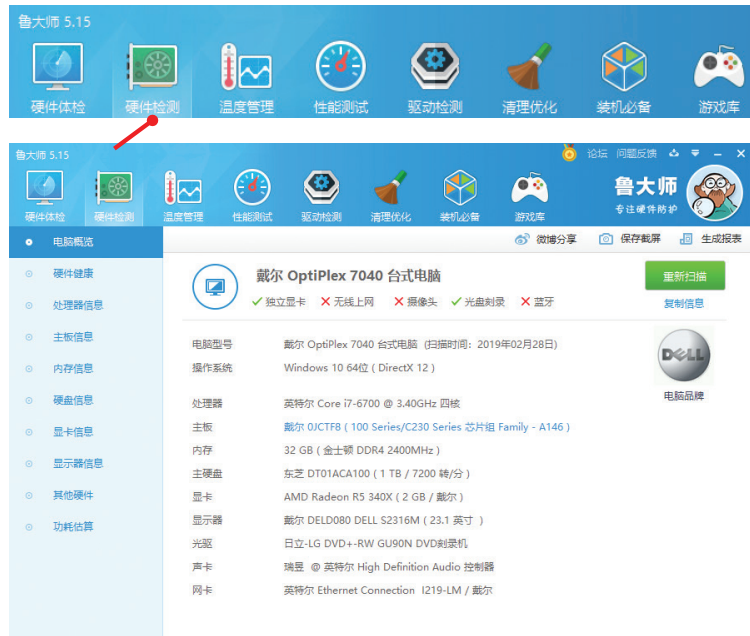 鲁大师 5.15
硬件体检 硬件检测 温度管理 性能测试 驱动检测 清理优化 装机必备 游戏库
鲁大师 5.15 论坛 问题反馈
硬件体检 硬件检测 温度管理 性能测试 驱动检测 清理优化 装机必备 游戏库
鲁大师
专注硬件防护
电脑概览
微博分享 保存截屏 生成报表
硬件健康
处理器信息
主板信息
内存信息
硬盘信息
显卡信息
显示器信息
其他硬件
功耗估算
戴尔 OptiPlex 7040 台式电脑
独立显卡 无线上网 摄像头 光盘刻录 蓝牙
重新扫描
复制信息
电脑型号 戴尔 OptiPlex 7040 台式电脑 (扫描时间：2019年02月28日)
操作系统 Windows 10 64位 ( DirectX 12 )
处理器 英特尔 Core i7-6700 @ 3.40GHz 四核
主板 戴尔 0JCTF8 ( 100 Series/C230 Series 芯片组 Family - A146 )
内存 32 GB ( 金士顿 DDR4 2400MHz )
主硬盘 东芝 DT01ACA100 ( 1 TB / 7200 转/分 )
显卡 AMD Radeon R5 340X ( 2 GB / 戴尔 )
显示器 戴尔 DELD080 DELL S2316M ( 23.1 英寸 )
光驱 日立-LG DVD+-RW GU90N DVD刻录机
声卡 瑞昱 @ 英特尔 High Definition Audio 控制器
网卡 英特尔 Ethernet Connection I219-LM / 戴尔
DELL
电脑品牌